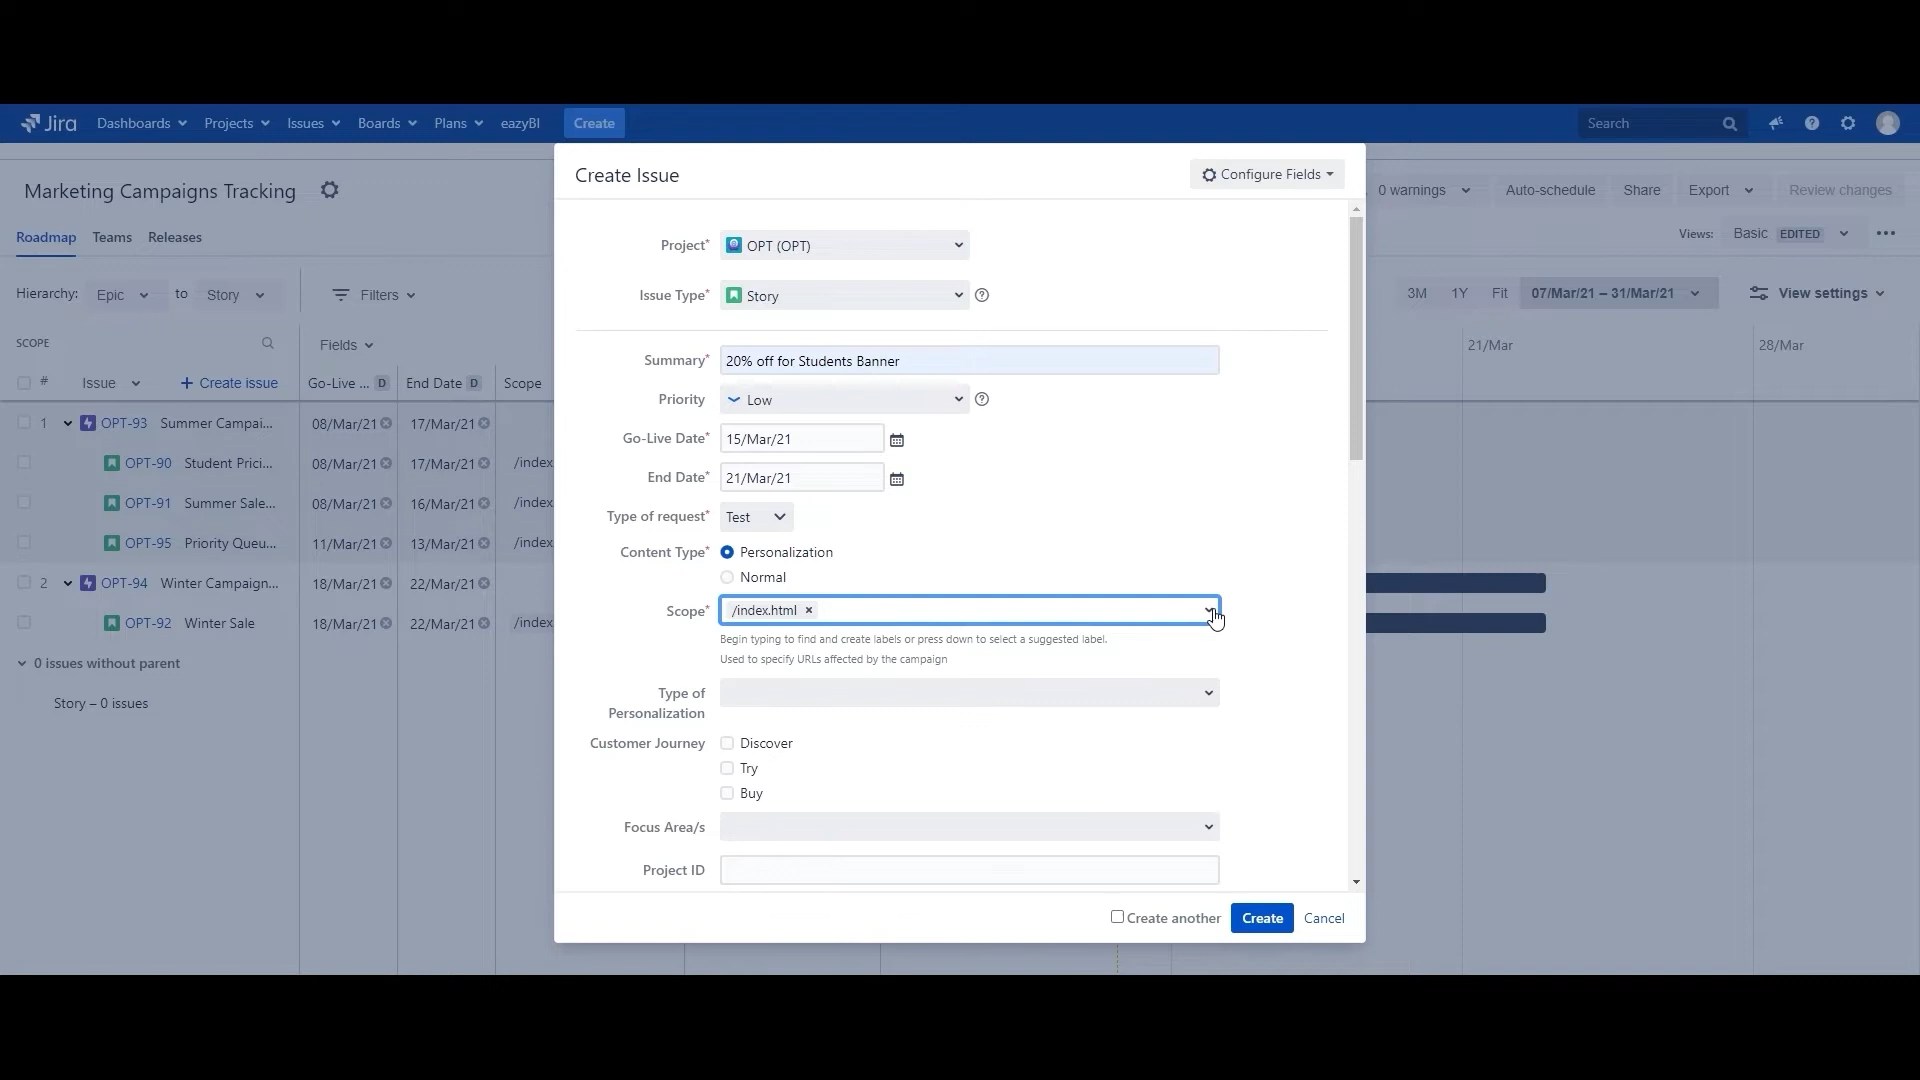 Jira Dashboards Projects Issues Boards Plans eazyBI Create Search
Marketing Campaigns Tracking
0 warnings Auto-schedule Share Export Review changes
Roadmap Teams Releases
Views: Basic EDITED
Hierarchy: Epic to Story Filters
3M 1Y Fit 07/Mar/21 – 31/Mar/21 View settings
SCOPE Fields
21/Mar 28/Mar
# Issue + Create issue Go-Live ... D End Date D Scope
1 OPT-93 Summer Campai... 08/Mar/21 17/Mar/21
OPT-90 Student Prici... 08/Mar/21 17/Mar/21 /index
OPT-91 Summer Sale... 08/Mar/21 16/Mar/21 /index
OPT-95 Priority Queu... 11/Mar/21 13/Mar/21 /index
2 OPT-94 Winter Campaign... 18/Mar/21 22/Mar/21
OPT-92 Winter Sale 18/Mar/21 22/Mar/21 /index
0 issues without parent
Story – 0 issues
Create Issue Configure Fields
Project* OPT (OPT)
Issue Type* Story
Summary* 20% off for Students Banner
Priority Low
Go-Live Date* 15/Mar/21
End Date* 21/Mar/21
Type of request* Test
Content Type* Personalization
Normal
Scope* /index.html ×
Begin typing to find and create labels or press down to select a suggested label.
Used to specify URLs affected by the campaign
Type of
Personalization
Customer Journey Discover
Try
Buy
Focus Area/s
Project ID
Create another Create Cancel